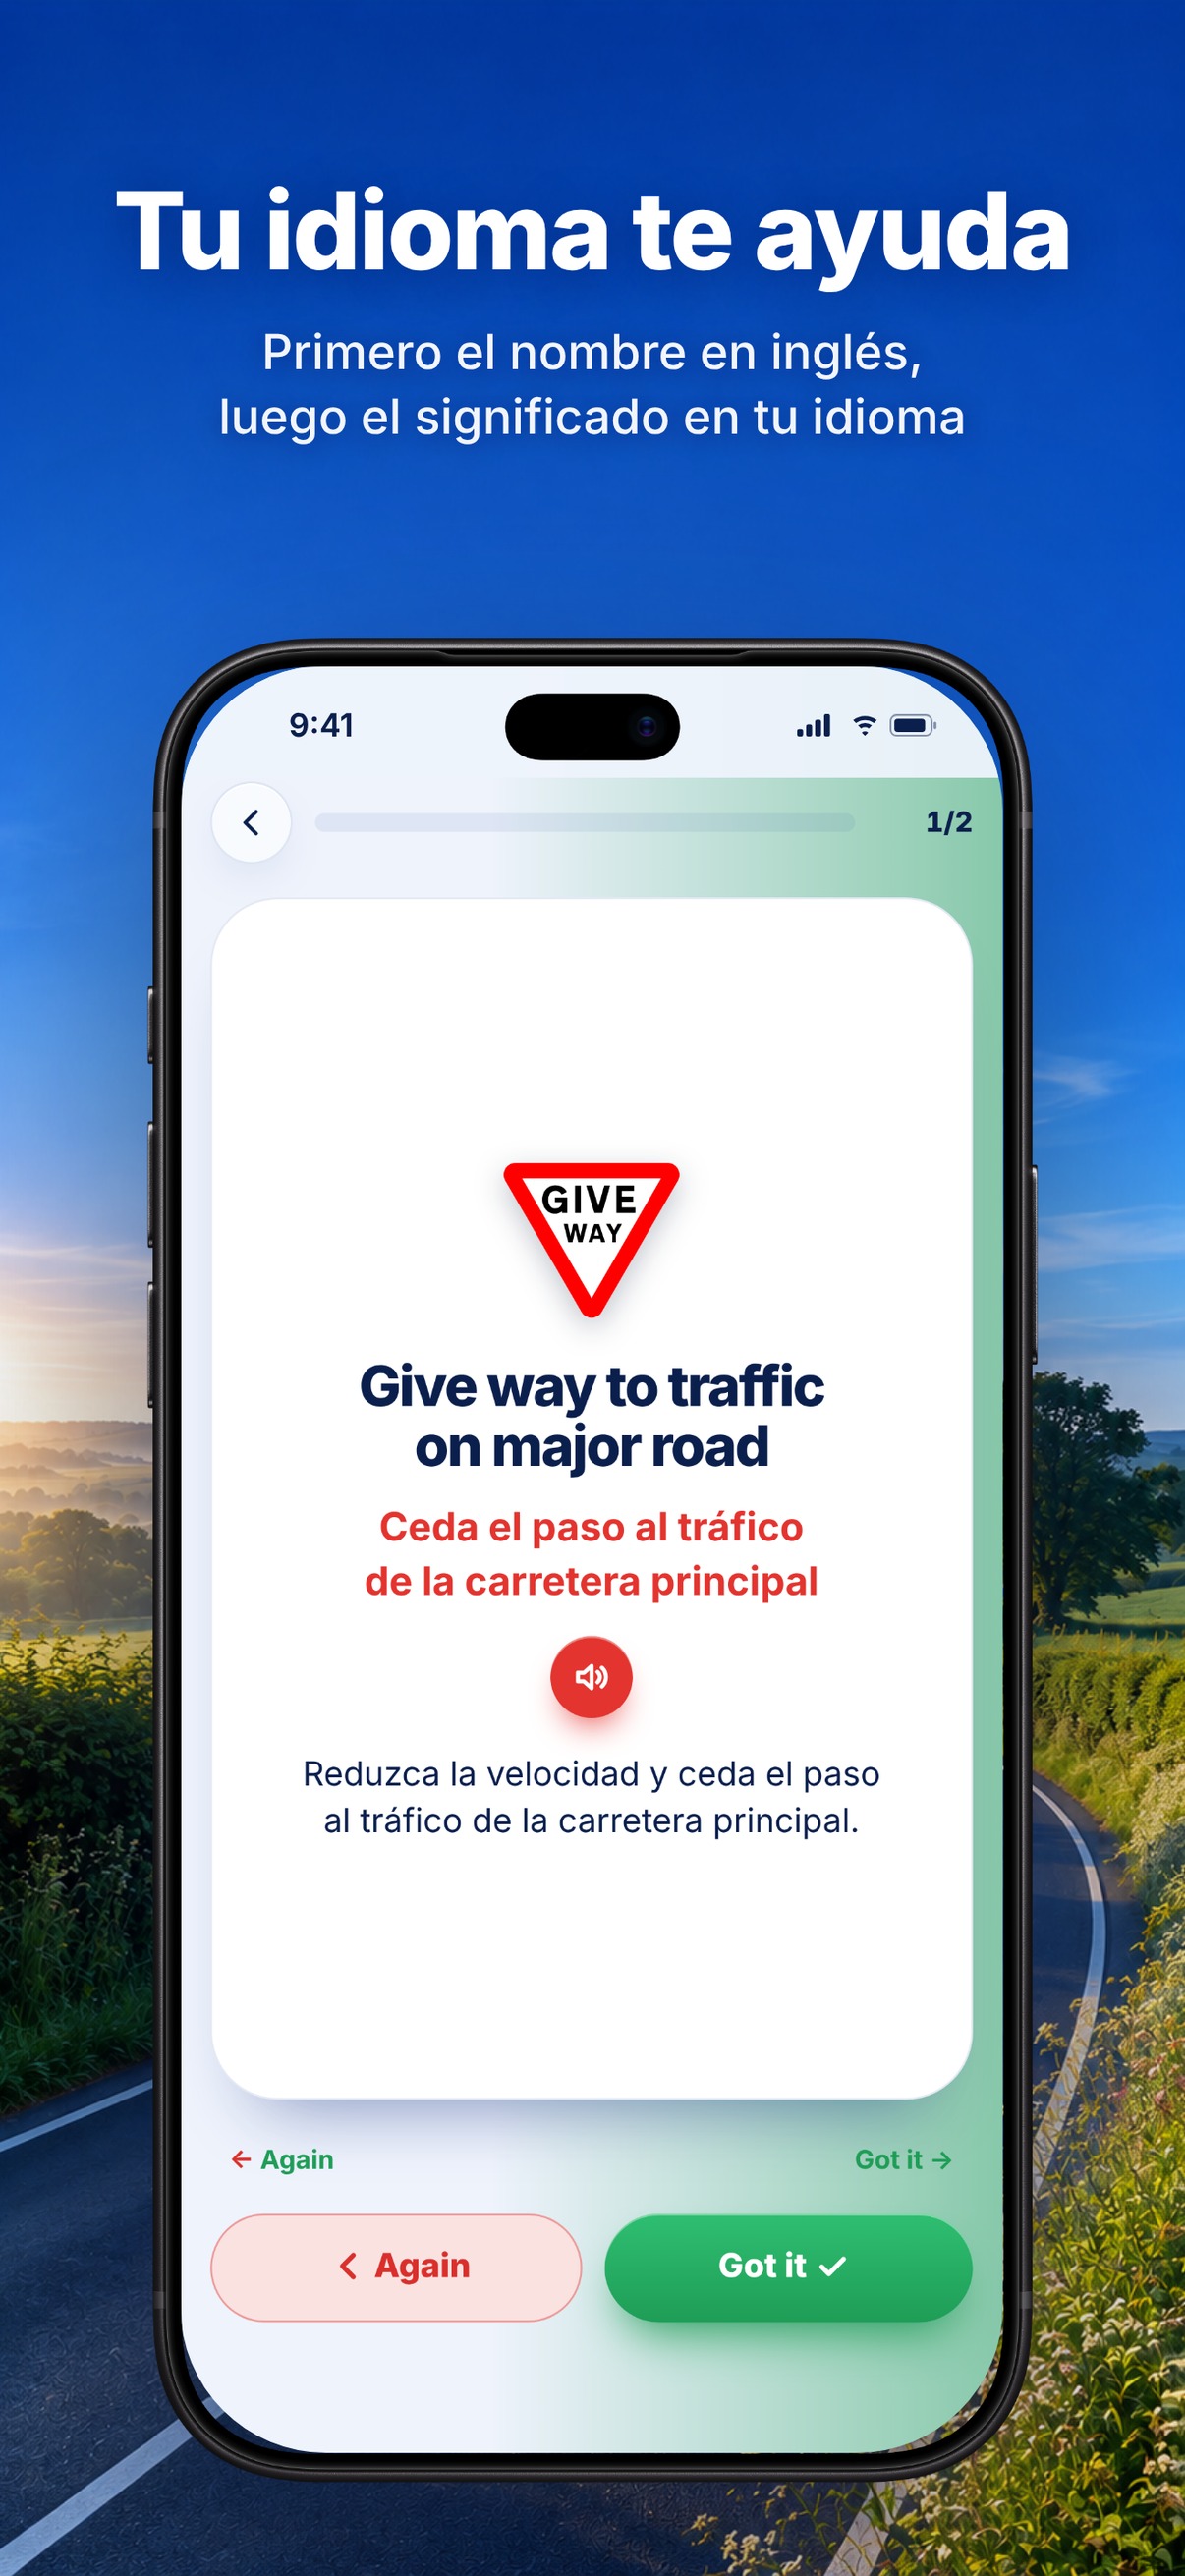 Tu idioma te ayuda
Primero el nombre en inglés,
luego el significado en tu idioma
9:41
1/2
GIVE
WAY
Give way to traffic
on major road
Ceda el paso al tráfico
de la carretera principal
Reduzca la velocidad y ceda el paso
al tráfico de la carretera principal.
← Again
Got it →
Again
Got it ✓